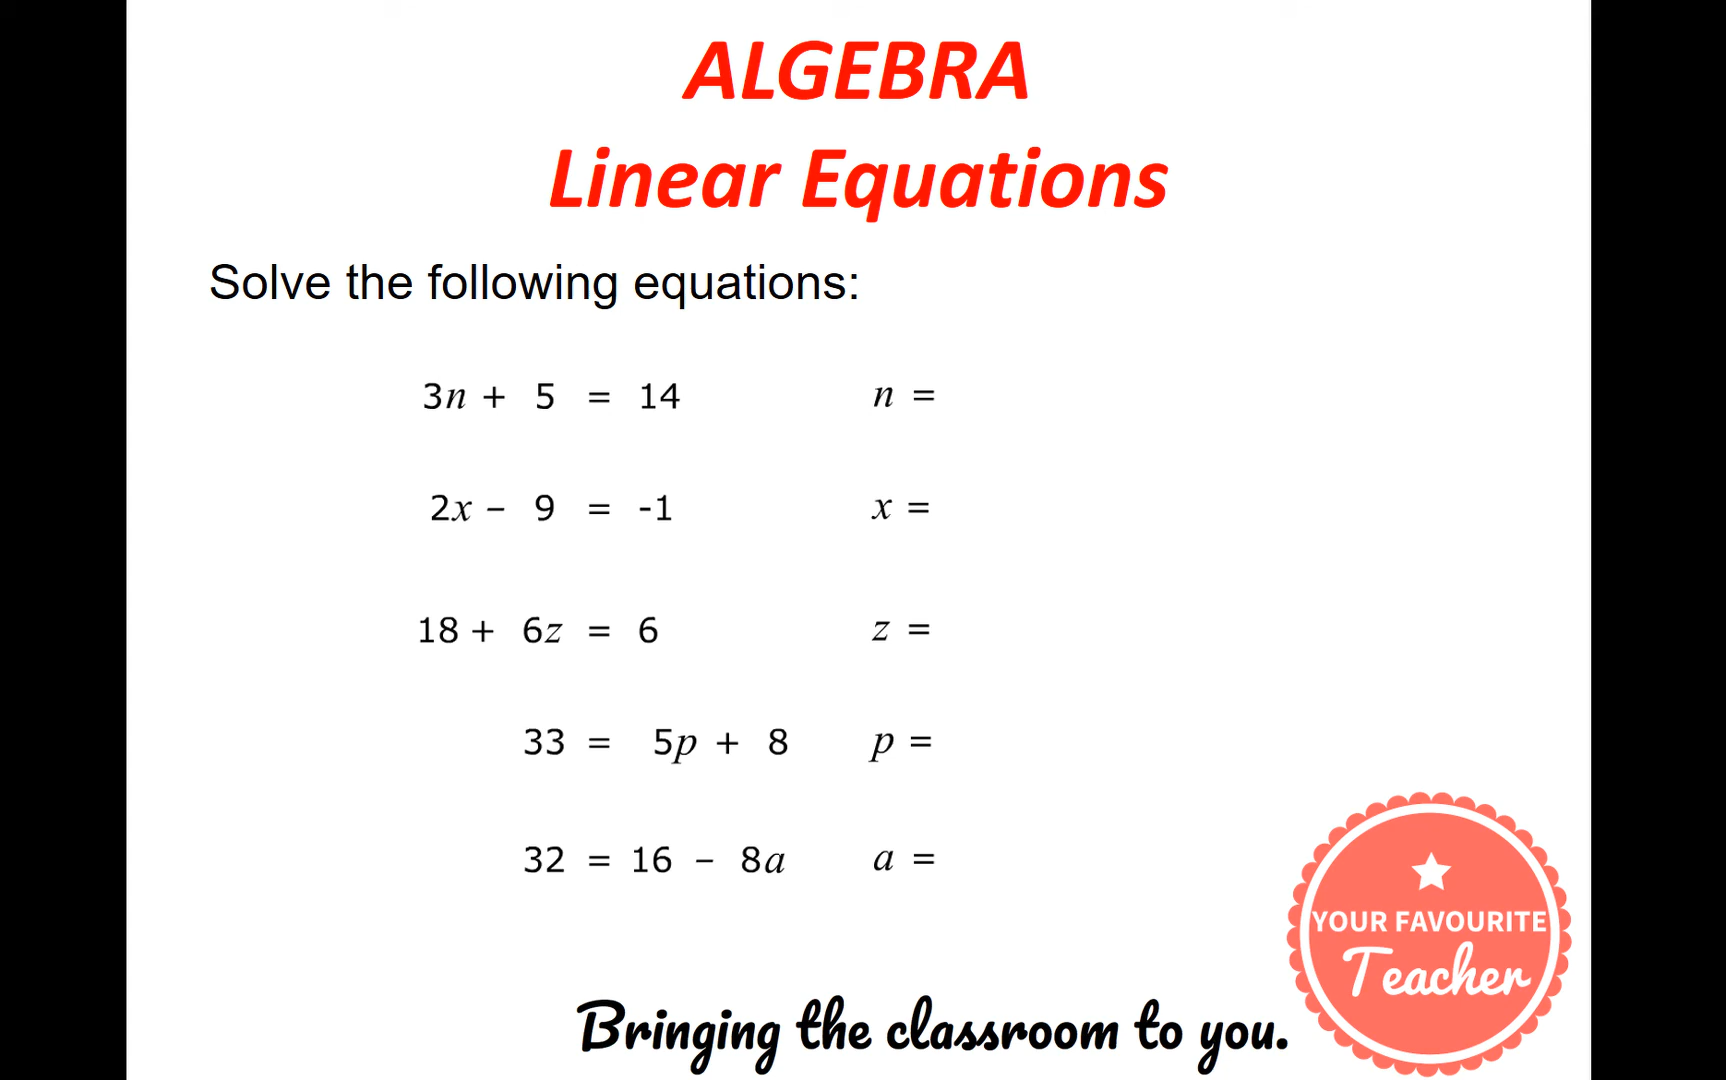 ALGEBRA
Linear Equations
Solve the following equations:
3n + 5 = 14 n =
2x – 9 = -1 x =
18 + 6z = 6 z =
33 = 5p + 8 p =
32 = 16 – 8a a =
YOUR FAVOURITE
Teacher
Bringing the classroom to you.